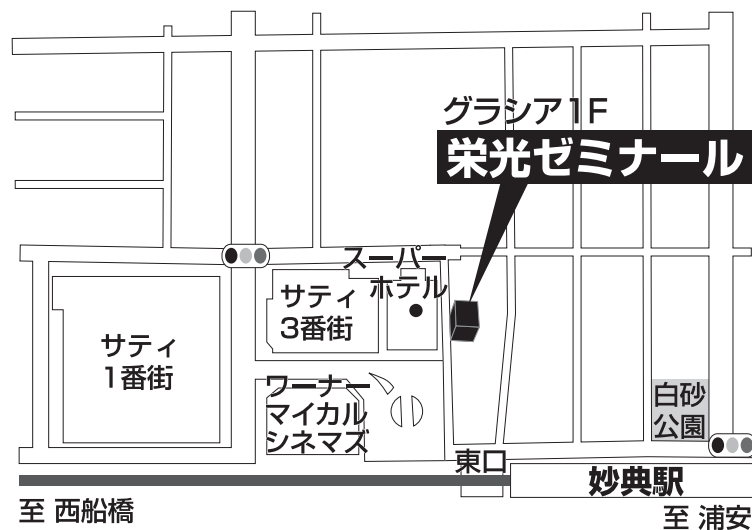 グラシア1F
栄光ゼミナール
スーパー
ホテル
サティ
3番街
サティ
1番街
ワーナー
マイカル
シネマズ
白砂
公園
東口
妙典駅
至 西船橋
至 浦安